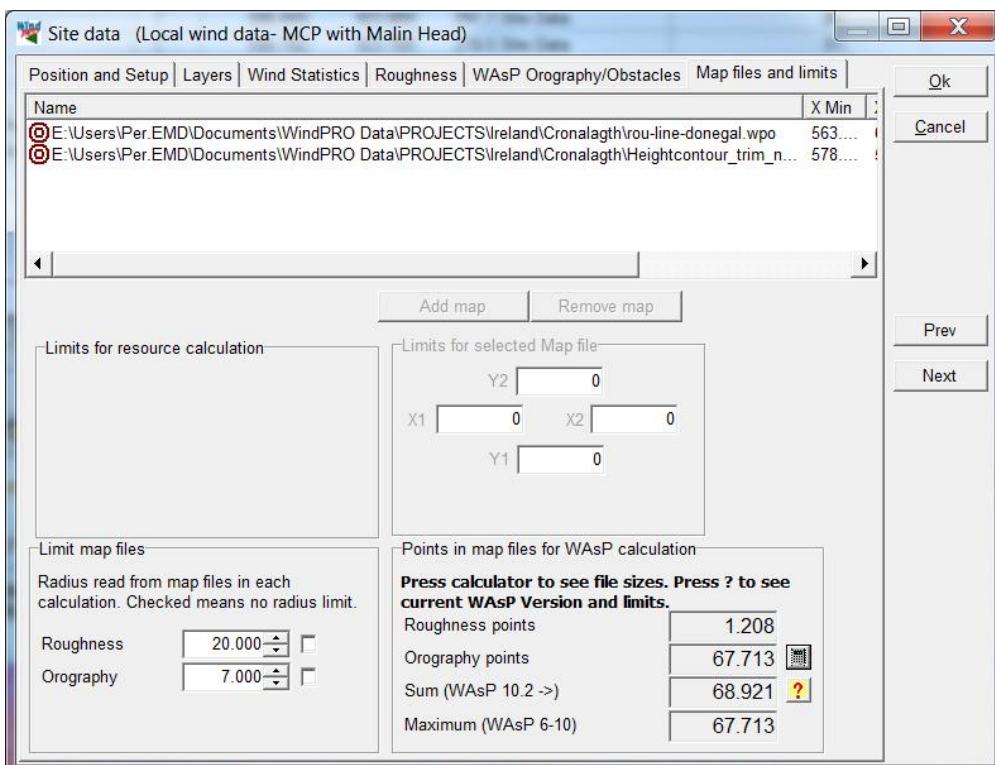 Site data (Local wind data- MCP with Malin Head)
Position and Setup Layers Wind Statistics Roughness WAsP Orography/Obstacles Map files and limits
Ok
Name X Min
Cancel
E:\Users\Per.EMD\Documents\WindPRO Data\PROJECTS\Ireland\Cronalagth\rou-line-donegal.wpo 563....
E:\Users\Per.EMD\Documents\WindPRO Data\PROJECTS\Ireland\Cronalagth\Heightcontour_trim_n... 578....
Add map Remove map
Prev
Limits for resource calculation
Limits for selected Map file
Next
Y2 0
X1 0 X2 0
Y1 0
Limit map files
Points in map files for WAsP calculation
Radius read from map files in each
calculation. Checked means no radius limit.
Press calculator to see file sizes. Press ? to see
current WAsP Version and limits.
Roughness 20.000
Orography 7.000
Roughness points 1.208
Orography points 67.713
Sum (WAsP 10.2 ->) 68.921 ?
Maximum (WAsP 6-10) 67.713